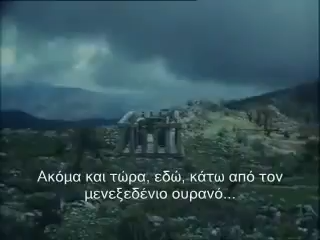 Ακόμα και τώρα, εδώ, κάτω από τον
μενεξεδένιο ουρανό...